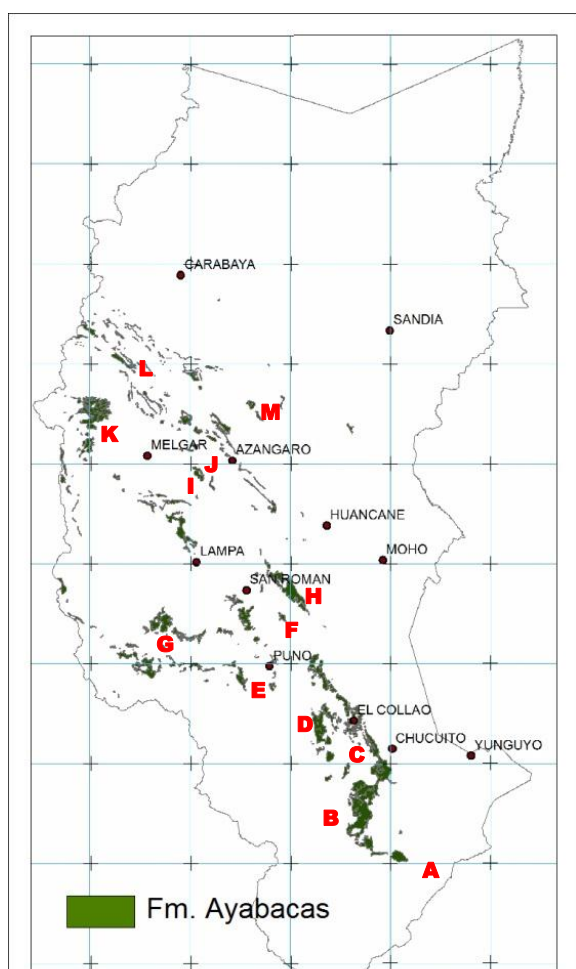 CARABAYA
SANDIA
L
M
K
MELGAR
J
AZANGARO
I
HUANCANE
LAMPA
MOHO
SAN ROMAN
H
F
G
PUNO
E
D
EL COLLAO
C
CHUCUITO
YUNGUYO
B
A
Fm. Ayabacas